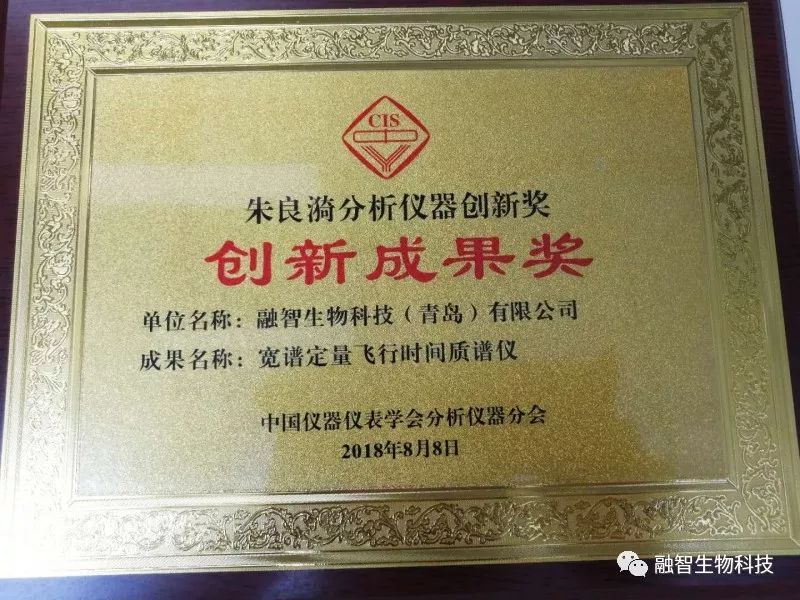 CIS
朱良漪分析仪器创新奖
创新成果奖
单位名称：融智生物科技（青岛）有限公司
成果名称：宽谱定量飞行时间质谱仪
中国仪器仪表学会分析仪器分会
2018年8月8日
融智生物科技